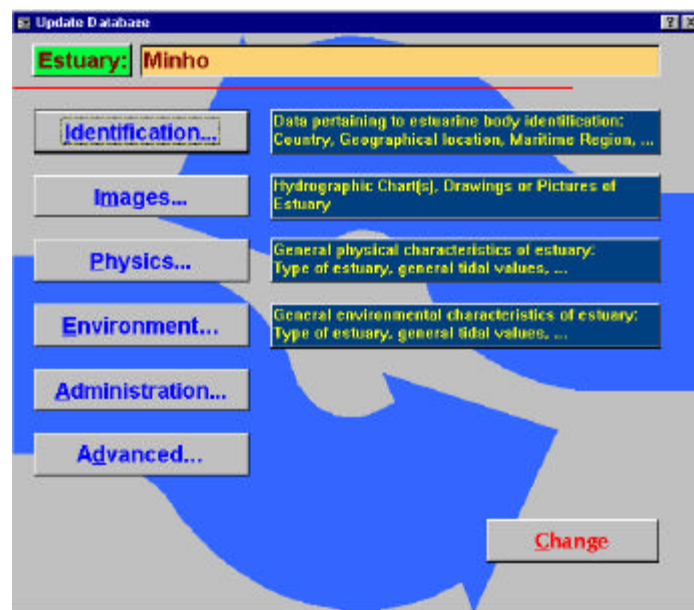 Update Database
Estuary: Minho
Identification...
Data pertaining to estuarine body identification:
Country, Geographical location, Maritime Region, ...
Images...
Hydrographic Chart(s), Drawings or Pictures of
Estuary
Physics...
General physical characteristics of estuary:
Type of estuary, general tidal values, ...
Environment...
General environmental characteristics of estuary:
Type of estuary, general tidal values, ...
Administration...
Advanced...
Change